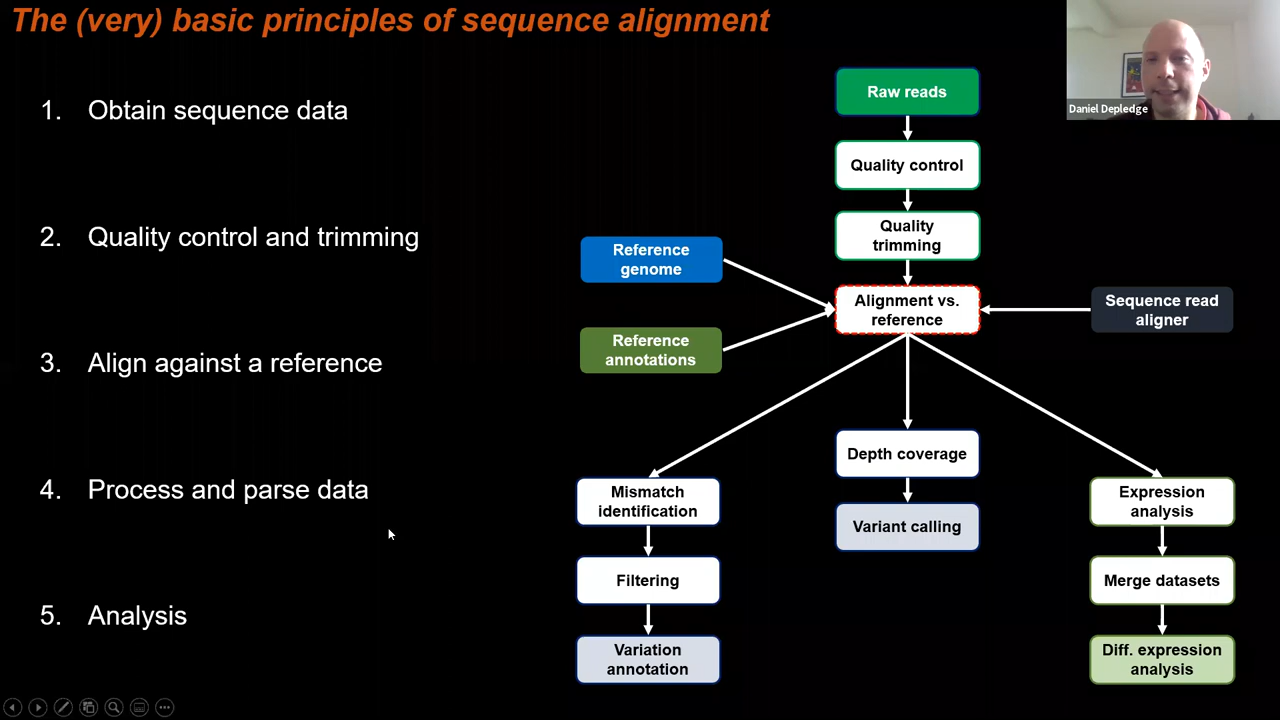 The (very) basic principles of sequence alignment
1. Obtain sequence data
2. Quality control and trimming
3. Align against a reference
4. Process and parse data
5. Analysis
Raw reads
Quality control
Quality
trimming
Reference
genome
Reference
annotations
Alignment vs.
reference
Sequence read
aligner
Mismatch
identification
Filtering
Variation
annotation
Depth coverage
Variant calling
Expression
analysis
Merge datasets
Diff. expression
analysis
Daniel Depledge